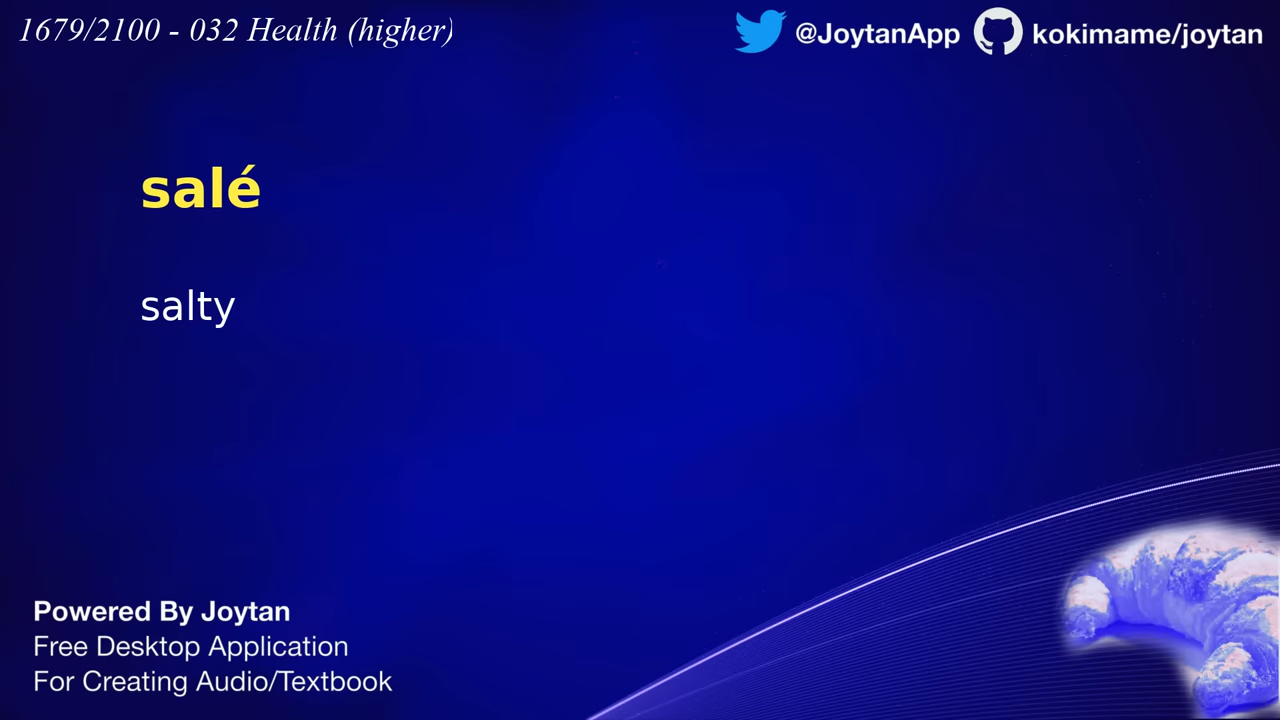 1679/2100 - 032 Health (higher)
@JoytanApp
kokimame/joytan
salé
salty
Powered By Joytan
Free Desktop Application
For Creating Audio/Textbook